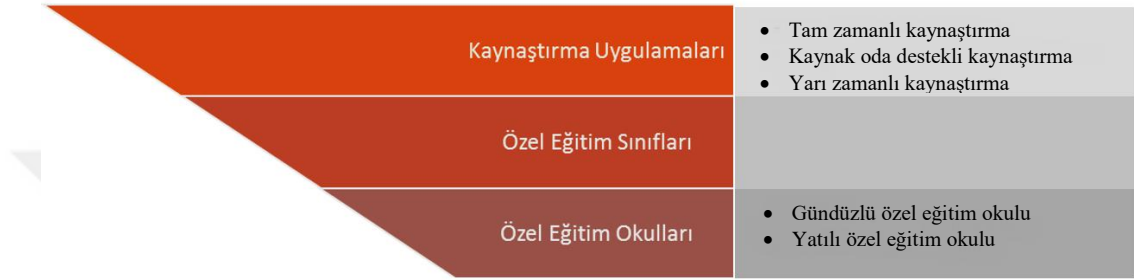 Kaynaştırma Uygulamaları
• Tam zamanlı kaynaştırma
• Kaynak oda destekli kaynaştırma
• Yarı zamanlı kaynaştırma
Özel Eğitim Sınıfları
Özel Eğitim Okulları
• Gündüzlü özel eğitim okulu
• Yatılı özel eğitim okulu